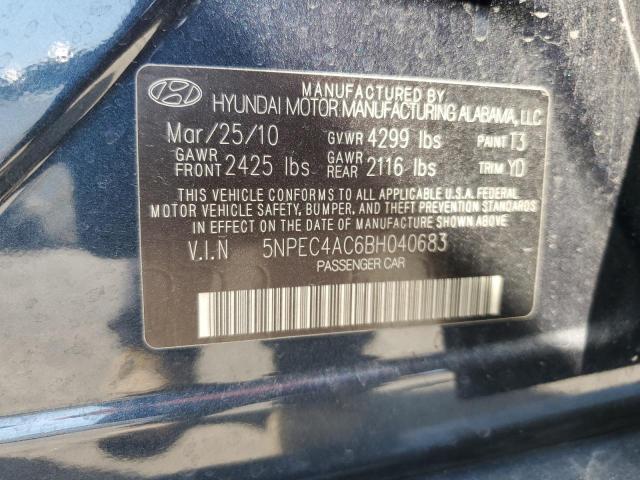 MANUFACTURED BY
HYUNDAI MOTOR MANUFACTURING ALABAMA, LLC
Mar/25/10 GVWR 4299 lbs PAINT T3
GAWR FRONT 2425 lbs GAWR REAR 2116 lbs TRIM YD
THIS VEHICLE CONFORMS TO ALL APPLICABLE U.S.A. FEDERAL
MOTOR VEHICLE SAFETY, BUMPER, AND THEFT PREVENTION STANDARDS
IN EFFECT ON THE DATE OF MANUFACTURE SHOWN ABOVE.
V.I.N 5NPEC4AC6BH040683
PASSENGER CAR